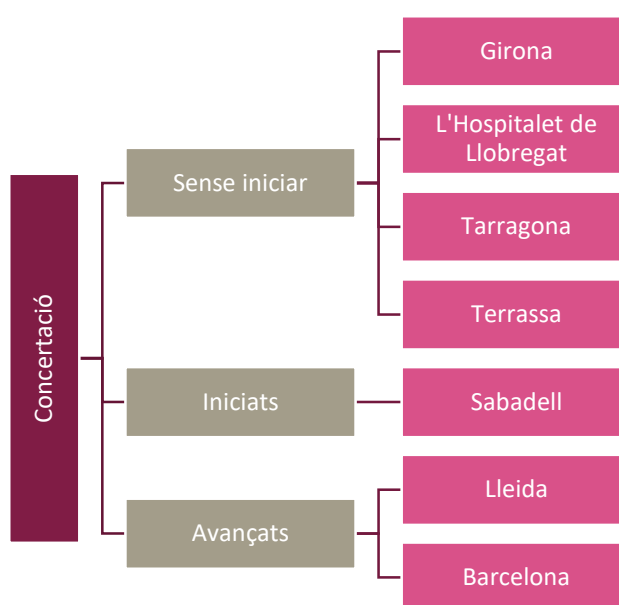 Concertació
Sense iniciar
Girona
L'Hospitalet de
Llobregat
Tarragona
Terrassa
Iniciats
Sabadell
Avançats
Lleida
Barcelona